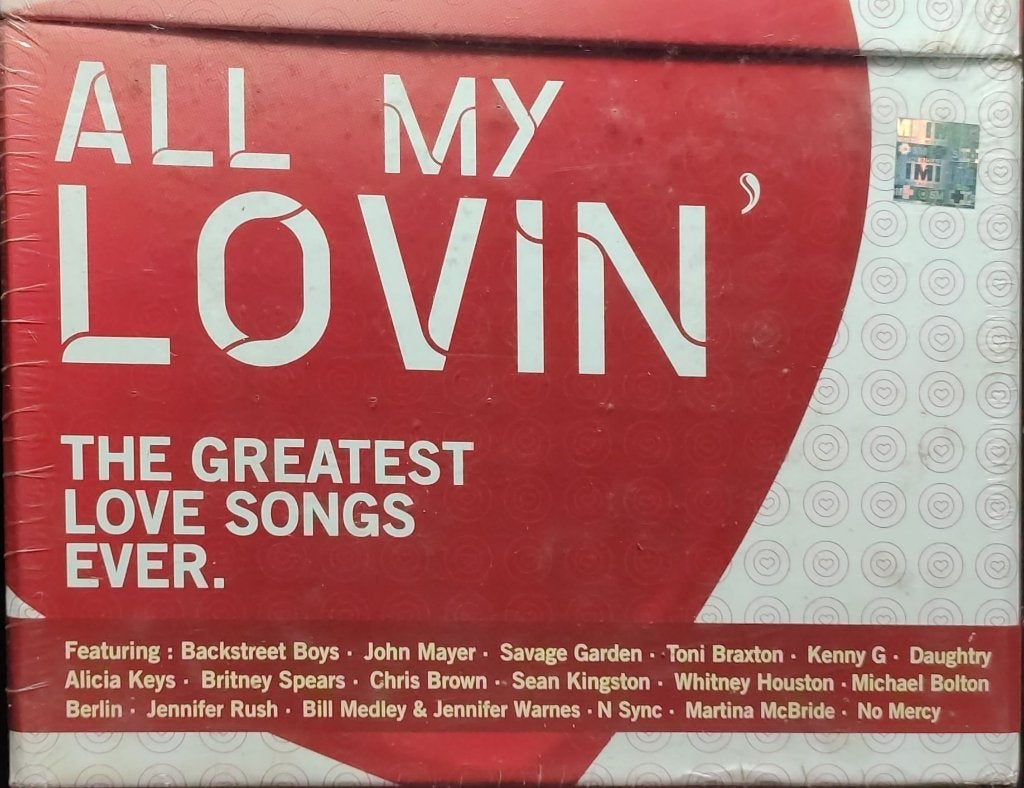 ALL MY
LOVIN'
THE GREATEST
LOVE SONGS
EVER.
Featuring : Backstreet Boys · John Mayer · Savage Garden · Toni Braxton · Kenny G · Daughtry
Alicia Keys · Britney Spears · Chris Brown · Sean Kingston · Whitney Houston · Michael Bolton
Berlin · Jennifer Rush · Bill Medley & Jennifer Warnes · N Sync · Martina McBride · No Mercy
IMI